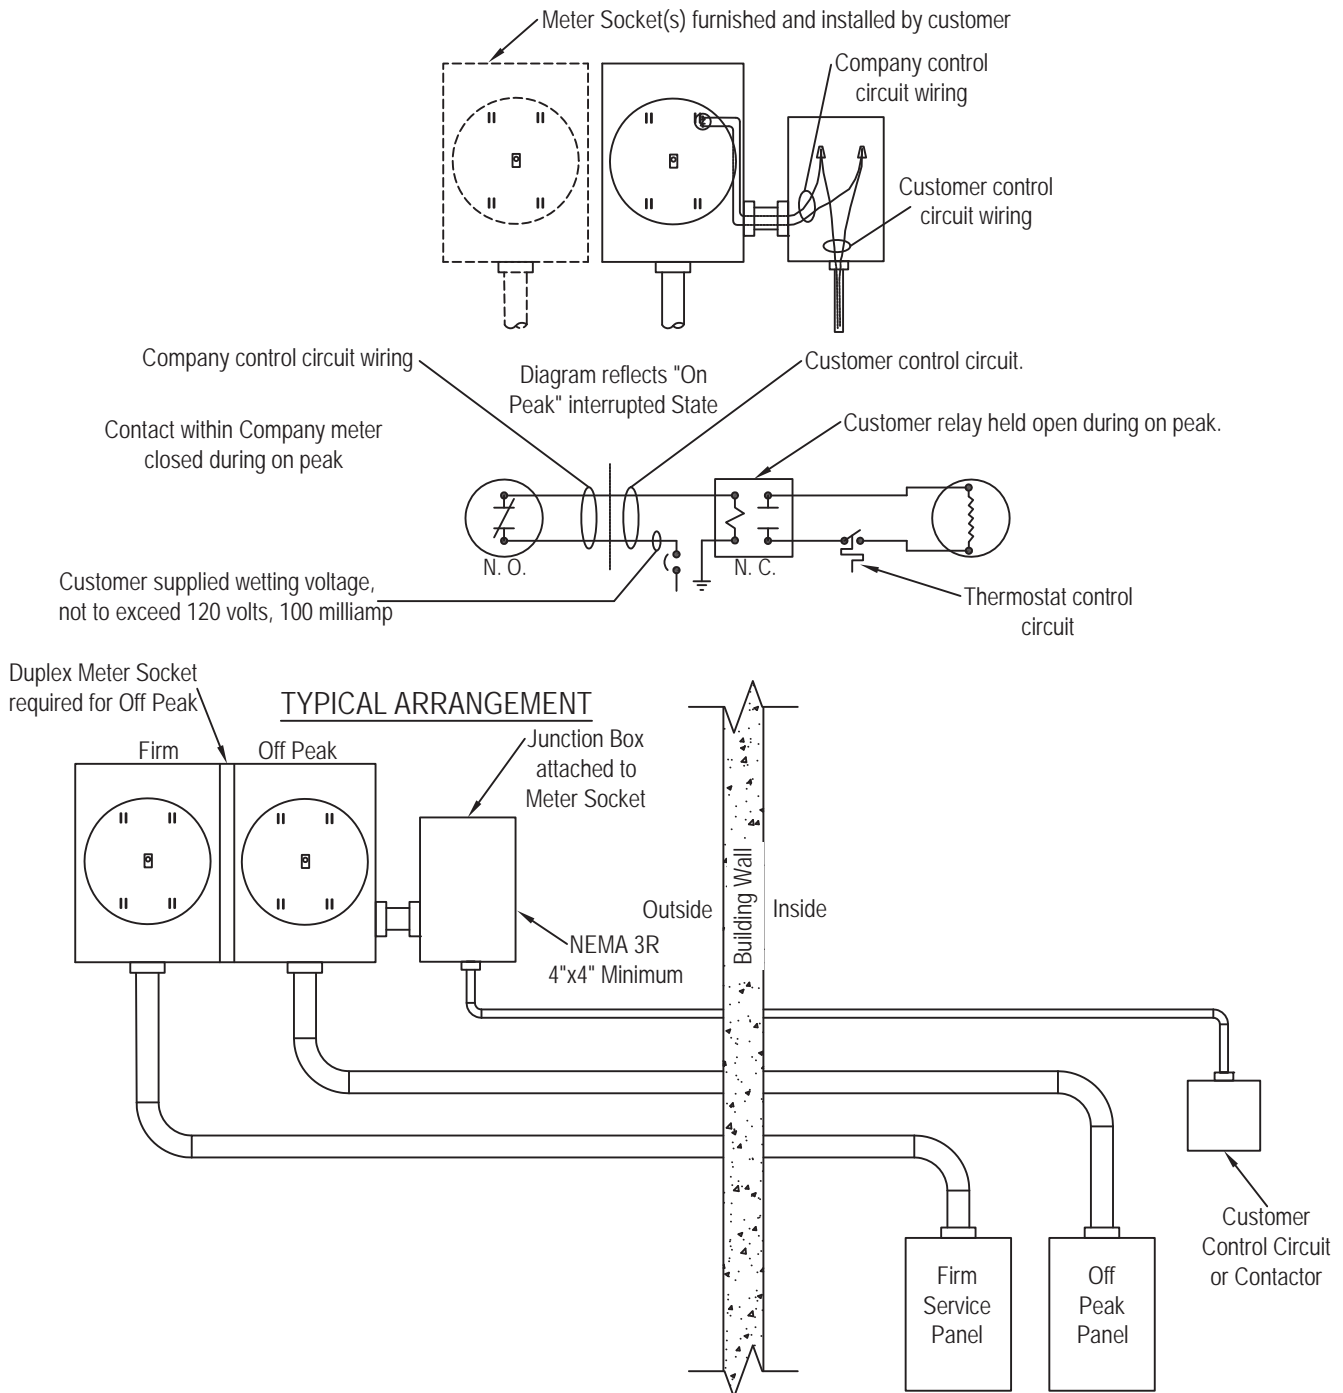 Meter Socket(s) furnished and installed by customer
Company control
circuit wiring
Customer control
circuit wiring
Company control circuit wiring
Diagram reflects "On
Peak" interrupted State
Customer control circuit.
Contact within Company meter
closed during on peak
Customer relay held open during on peak.
N. O.
N. C.
Customer supplied wetting voltage,
not to exceed 120 volts, 100 milliamp
Thermostat control
circuit
Duplex Meter Socket
required for Off Peak
TYPICAL ARRANGEMENT
Firm
Off Peak
Junction Box
attached to
Meter Socket
NEMA 3R
4"x4" Minimum
Outside
Building Wall
Inside
Customer
Control Circuit
or Contactor
Firm
Service
Panel
Off
Peak
Panel